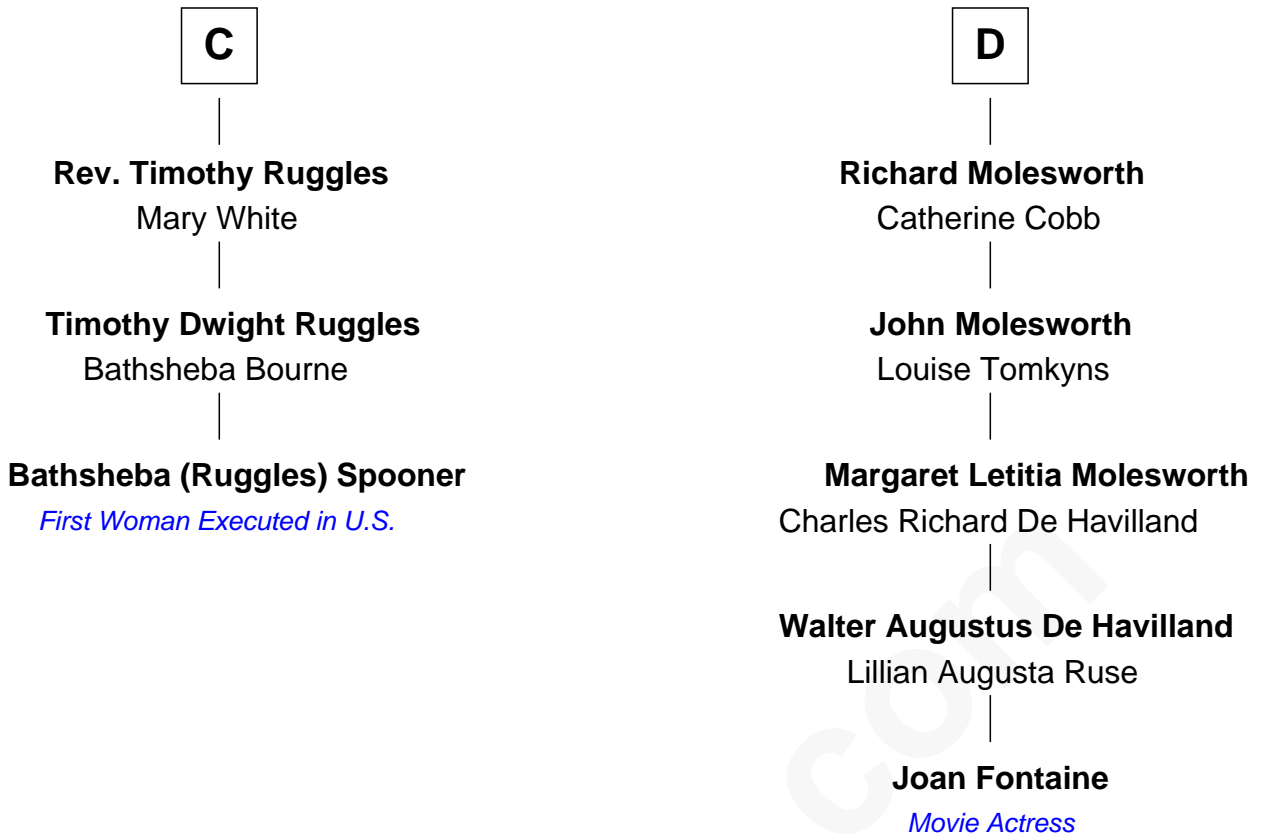 C
Rev. Timothy Ruggles
Mary White
Timothy Dwight Ruggles
Bathsheba Bourne
Bathsheba (Ruggles) Spooner
First Woman Executed in U.S.
D
Richard Molesworth
Catherine Cobb
John Molesworth
Louise Tomkyns
Margaret Letitia Molesworth
Charles Richard De Havilland
Walter Augustus De Havilland
Lillian Augusta Ruse
Joan Fontaine
Movie Actress
com